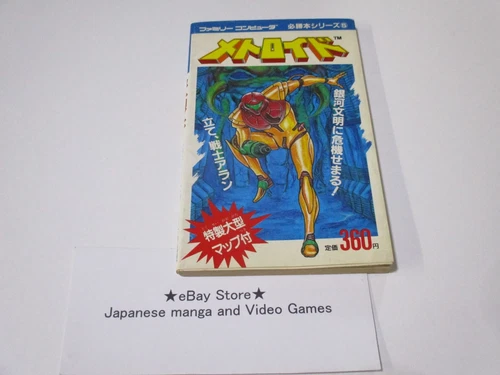 ファミリー コンピュータ 必勝本シリーズ⑤
メトロイド™
銀河文明に危機せまる!
立て、戦士アラン
特製大型
マップ付
定価 360円
★eBay Store★
Japanese manga and Video Games